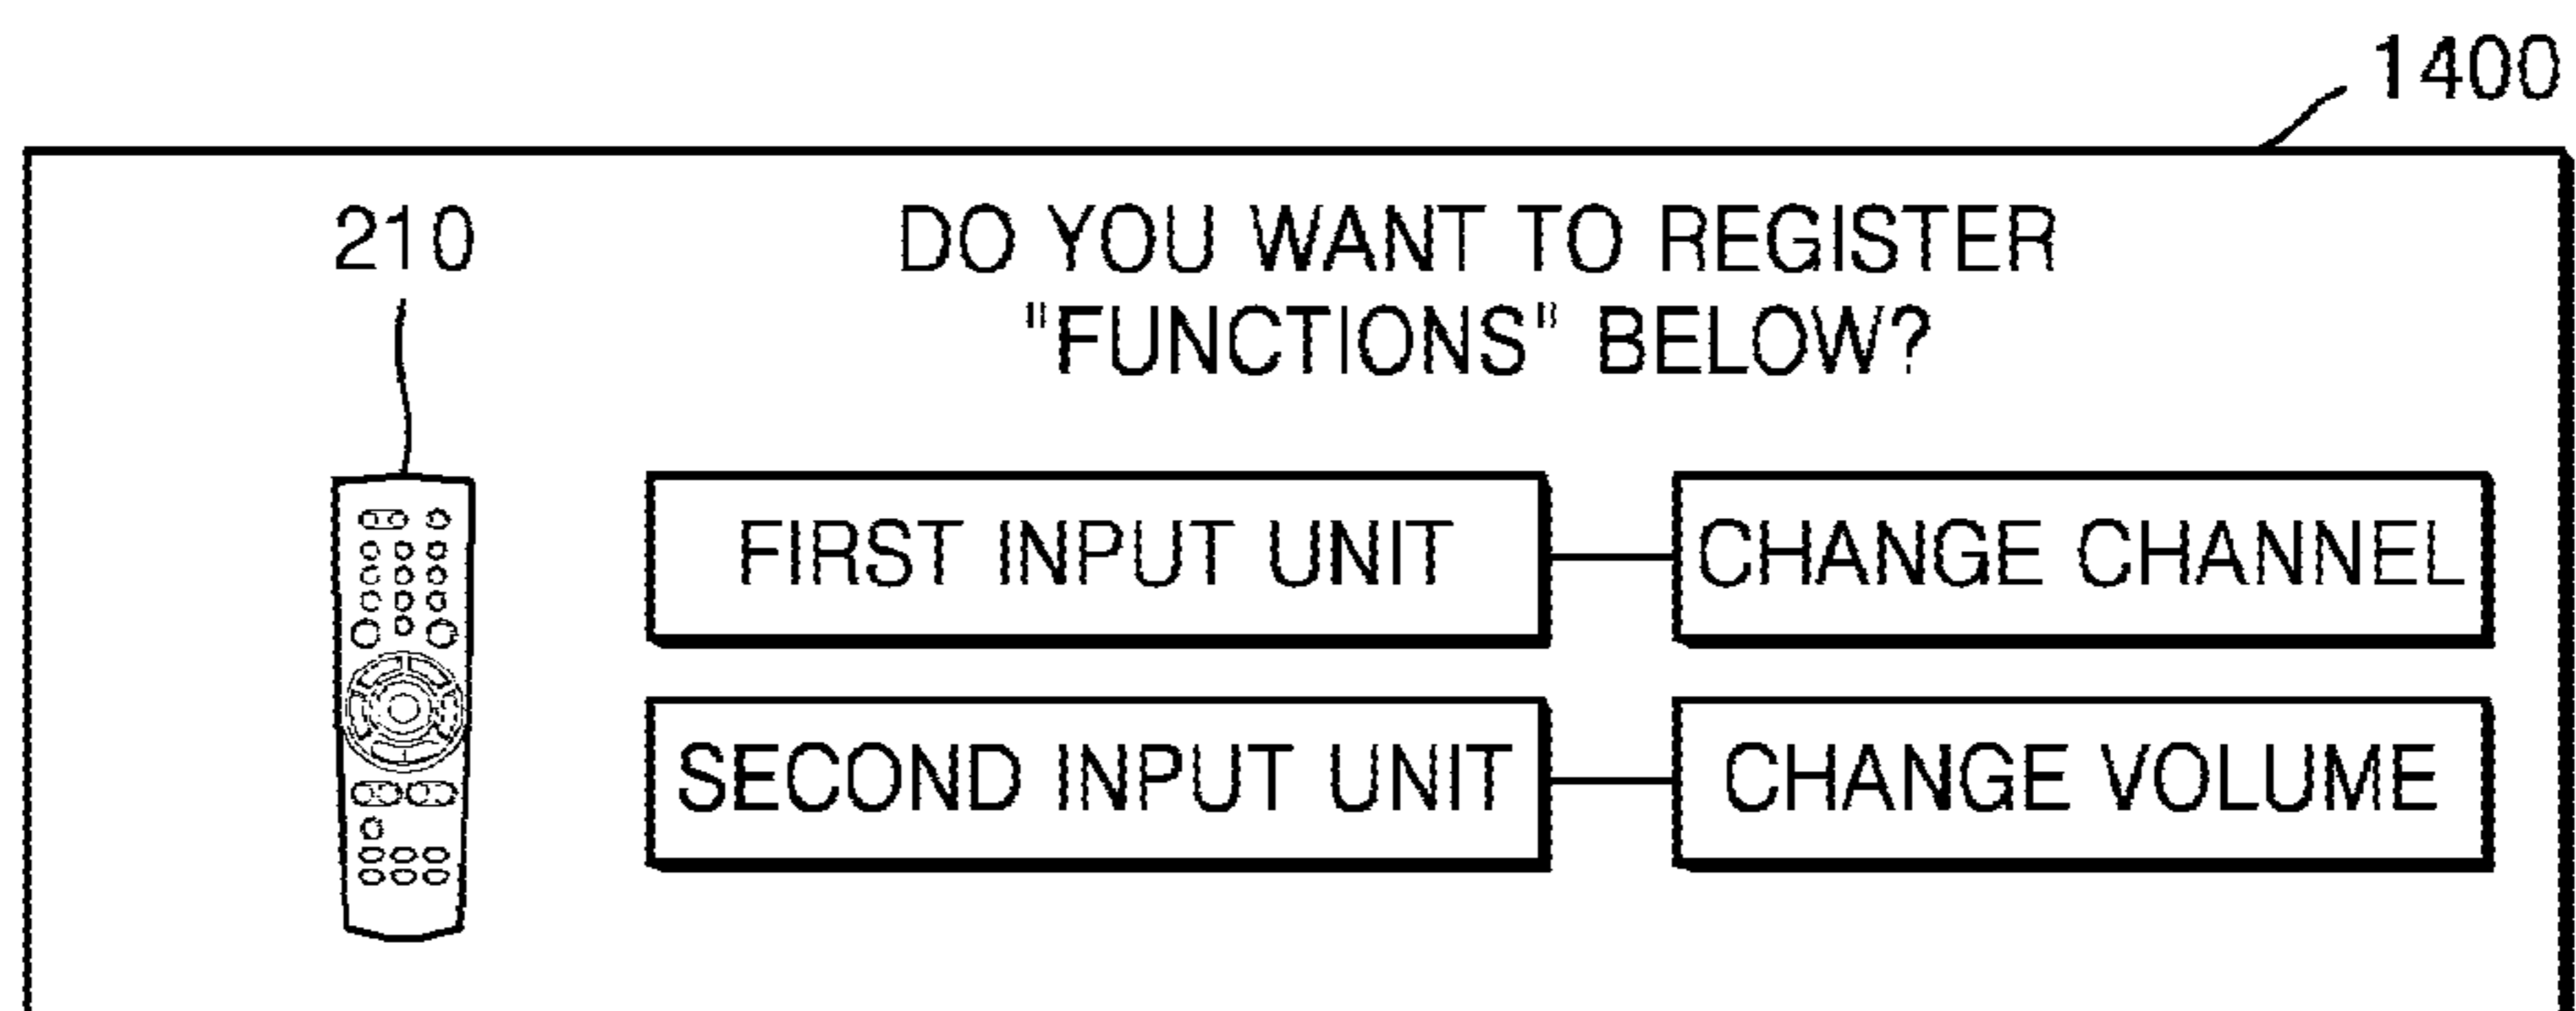 1400
210
DO YOU WANT TO REGISTER
"FUNCTIONS" BELOW?
FIRST INPUT UNIT
CHANGE CHANNEL
SECOND INPUT UNIT
CHANGE VOLUME